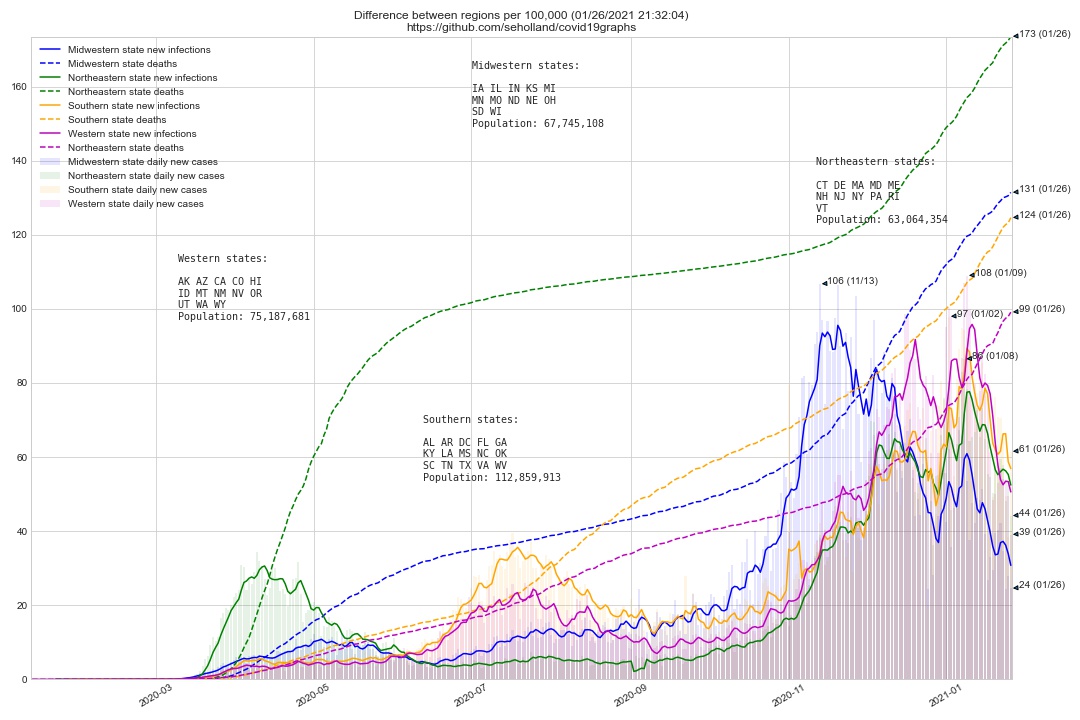 Difference between regions per 100,000 (01/26/2021 21:32:04)
https://github.com/seholland/covid19graphs
Midwestern state new infections
Midwestern state deaths
Northeastern state new infections
Northeastern state deaths
Southern state new infections
Southern state deaths
Western state new infections
Northeastern state deaths
Midwestern state daily new cases
Northeastern state daily new cases
Southern state daily new cases
Western state daily new cases
Midwestern states:
IA IL IN KS MI
MN MO ND NE OH
SD WI
Population: 67,745,108
Northeastern states:
CT DE MA MD ME
NH NJ NY PA RI
VT
Population: 63,064,354
Western states:
AK AZ CA CO HI
ID MT NM NV OR
UT WA WY
Population: 75,187,681
Southern states:
AL AR DC FL GA
KY LA MS NC OK
SC TN TX VA WV
Population: 112,859,913
173 (01/26)
131 (01/26)
124 (01/26)
108 (01/09)
106 (11/13)
99 (01/26)
97 (01/02)
86 (01/08)
61 (01/26)
44 (01/26)
39 (01/26)
24 (01/26)
160
140
120
100
80
60
40
20
0
2020-03
2020-05
2020-07
2020-09
2020-11
2021-01